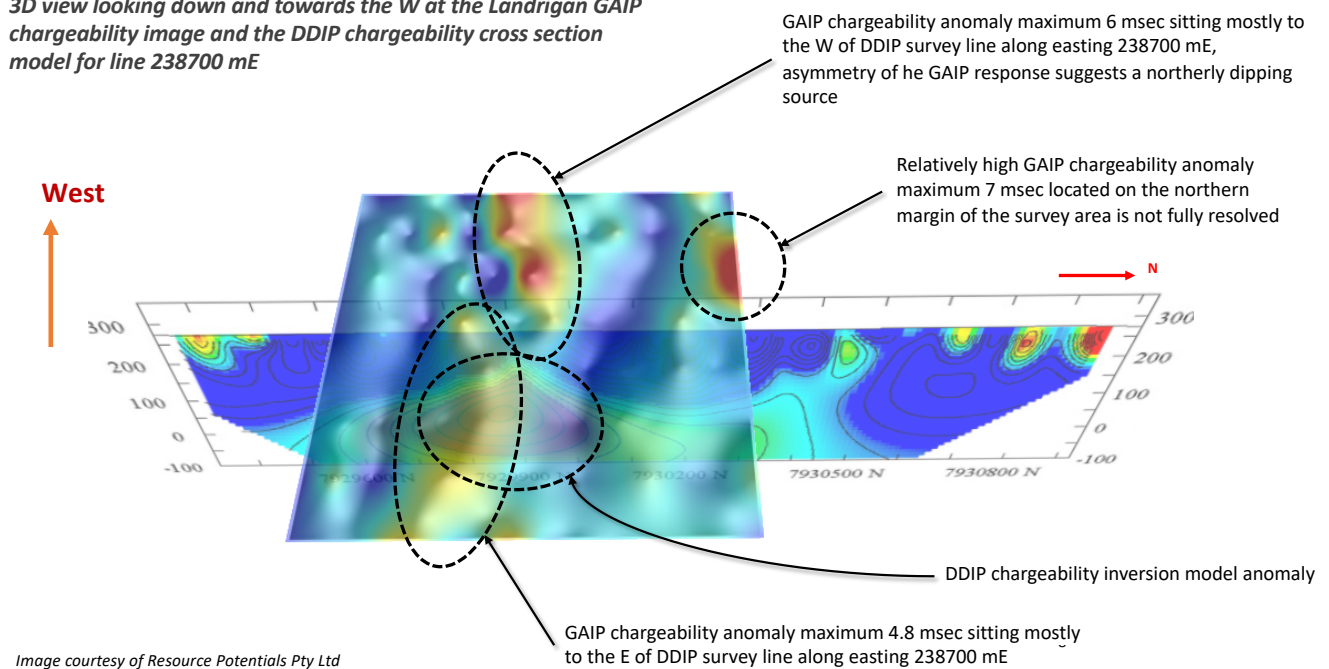 3D view looking down and towards the W at the Landrigan GAIP
chargeability image and the DDIP chargeability cross section
model for line 238700 mE
GAIP chargeability anomaly maximum 6 msec sitting mostly to
the W of DDIP survey line along easting 238700 mE,
asymmetry of he GAIP response suggests a northerly dipping
source
Relatively high GAIP chargeability anomaly
maximum 7 msec located on the northern
margin of the survey area is not fully resolved
West
N
300
200
100
0
-100
300
200
100
0
-100
7929600 N
7929900 N
7930200 N
7930500 N
7930800 N
DDIP chargeability inversion model anomaly
GAIP chargeability anomaly maximum 4.8 msec sitting mostly
to the E of DDIP survey line along easting 238700 mE
Image courtesy of Resource Potentials Pty Ltd